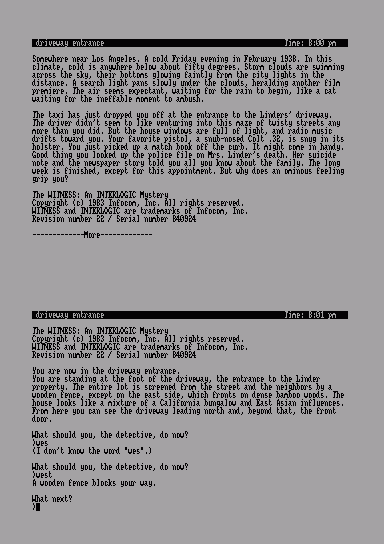 driveway entrance Time: 8:00 pm
Somewhere near Los Angeles. A cold Friday evening in February 1938. In this
climate, cold is anywhere below about fifty degrees. Storm clouds are swimming
across the sky, their bottoms glowing faintly from the city lights in the
distance. A search light pans slowly under the clouds, heralding another film
premiere. The air seems expectant, waiting for the rain to begin, like a cat
waiting for the ineffable moment to ambush.
The taxi has just dropped you off at the entrance to the Linders' driveway.
The driver didn't seem to like venturing into this maze of twisty streets any
more than you did. But the house windows are full of light, and radio music
drifts toward you. Your favorite pistol, a snub-nosed Colt .32, is snug in its
holster. You just picked up a match book off the curb. It might come in handy.
Good thing you looked up the police file on Mrs. Linder's death. Her suicide
note and the newspaper story told you all you know about the family. The long
week is finished, except for this appointment. But why does an ominous feeling
grip you?
The WITNESS: An INTERLOGIC Mystery
Copyright (c) 1983 Infocom, Inc. All rights reserved.
WITNESS and INTERLOGIC are trademarks of Infocom, Inc.
Revision number 22 / Serial number 840924
-------------More-------------
driveway entrance Time: 8:01 pm
The WITNESS: An INTERLOGIC Mystery
Copyright (c) 1983 Infocom, Inc. All rights reserved.
WITNESS and INTERLOGIC are trademarks of Infocom, Inc.
Revision number 22 / Serial number 840924
You are now in the driveway entrance.
You are standing at the foot of the driveway, the entrance to the Linder
property. The entire lot is screened from the street and the neighbors by a
wooden fence, except on the east side, which fronts on dense bamboo woods. The
house looks like a mixture of a California bungalow and East Asian influences.
From here you can see the driveway leading north and, beyond that, the front
door.
What should you, the detective, do now?
>wes
(I don't know the word "wes".)
What should you, the detective, do now?
>west
A wooden fence blocks your way.
What next?
>